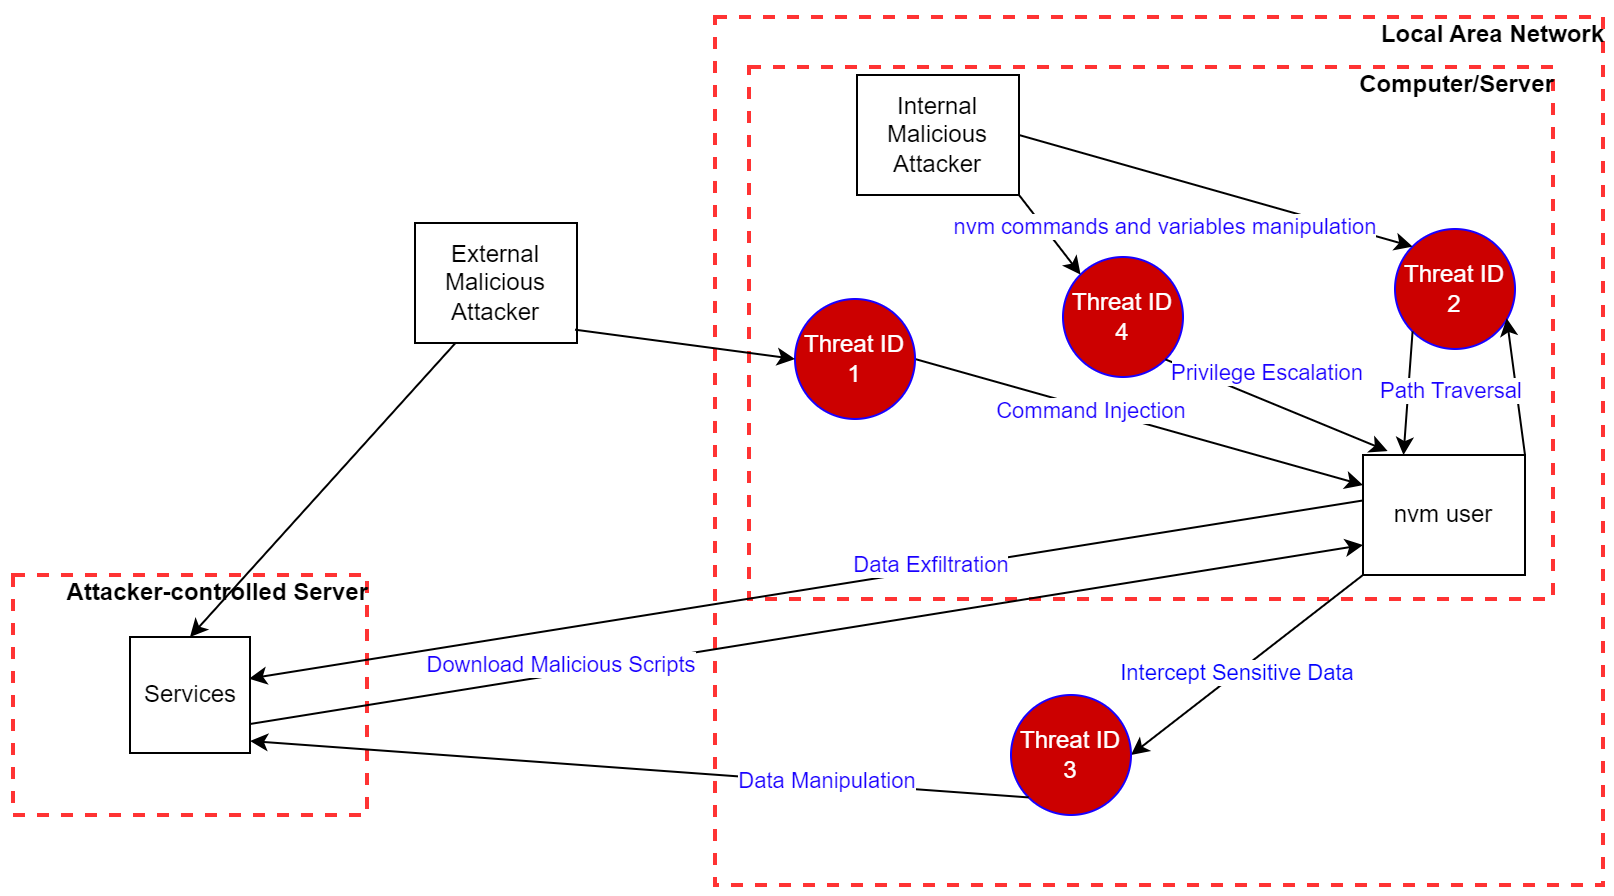 Local Area Network
Computer/Server
Internal
Malicious
Attacker
nvm commands and variables manipulation
External
Malicious
Attacker
Threat ID
1
Threat ID
4
Threat ID
2
Privilege Escalation
Path Traversal
Command Injection
nvm user
Data Exfiltration
Attacker-controlled Server
Download Malicious Scripts
Services
Intercept Sensitive Data
Threat ID
3
Data Manipulation